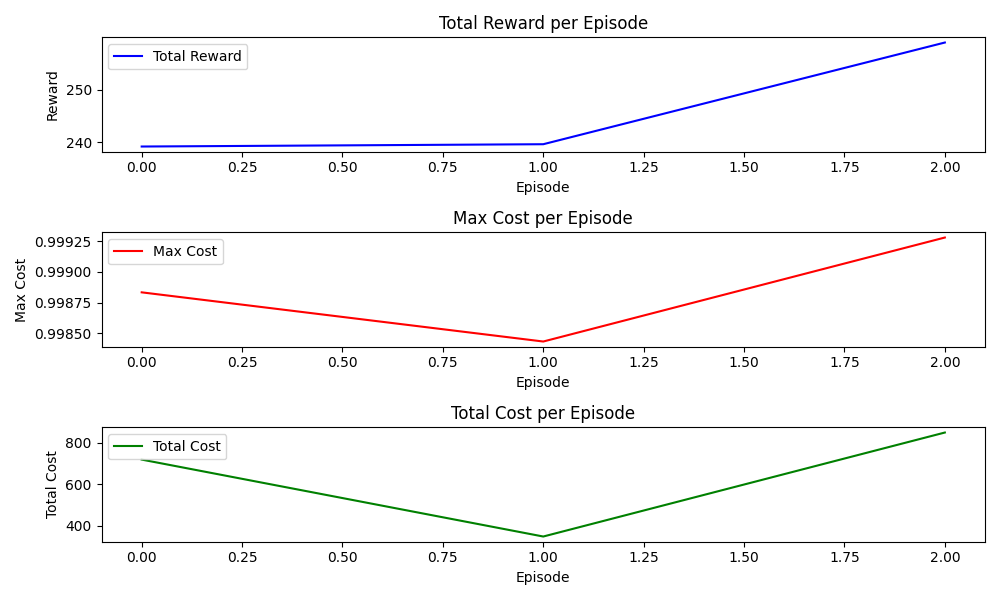 Total Reward per Episode
Total Reward
Reward
250
240
0.00 0.25 0.50 0.75 1.00 1.25 1.50 1.75 2.00
Episode
Max Cost per Episode
Max Cost
Max Cost
0.99925
0.99900
0.99875
0.99850
0.00 0.25 0.50 0.75 1.00 1.25 1.50 1.75 2.00
Episode
Total Cost per Episode
Total Cost
Total Cost
800
600
400
0.00 0.25 0.50 0.75 1.00 1.25 1.50 1.75 2.00
Episode